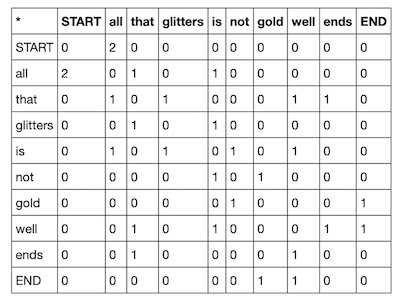 * START all that glitters is not gold well ends END
START 0 2 0 0 0 0 0 0 0 0
all 2 0 1 0 1 0 0 0 0 0
that 0 1 0 1 0 0 0 1 1 0
glitters 0 0 1 0 1 0 0 0 0 0
is 0 1 0 1 0 1 0 1 0 0
not 0 0 0 0 1 0 1 0 0 0
gold 0 0 0 0 0 1 0 0 0 1
well 0 0 1 0 1 0 0 0 1 1
ends 0 0 1 0 0 0 0 1 0 0
END 0 0 0 0 0 0 1 1 0 0